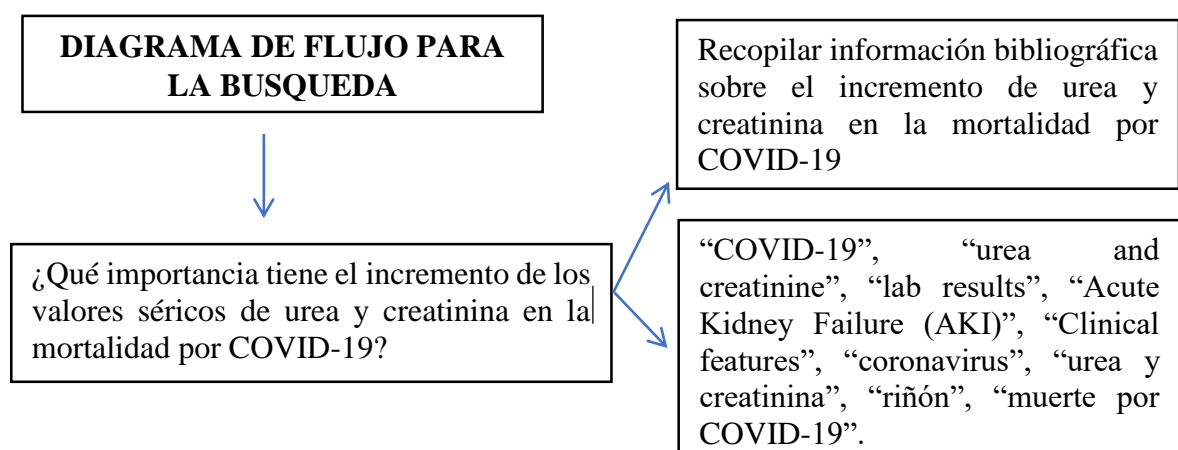 DIAGRAMA DE FLUJO PARA
LA BUSQUEDA
¿Qué importancia tiene el incremento de los
valores séricos de urea y creatinina en la
mortalidad por COVID-19?
Recopilar información bibliográfica
sobre el incremento de urea y
creatinina en la mortalidad por
COVID-19
“COVID-19”, “urea and
creatinine”, “lab results”, “Acute
Kidney Failure (AKI)”, “Clinical
features”, “coronavirus”, “urea y
creatinina”, “riñón”, “muerte por
COVID-19”.